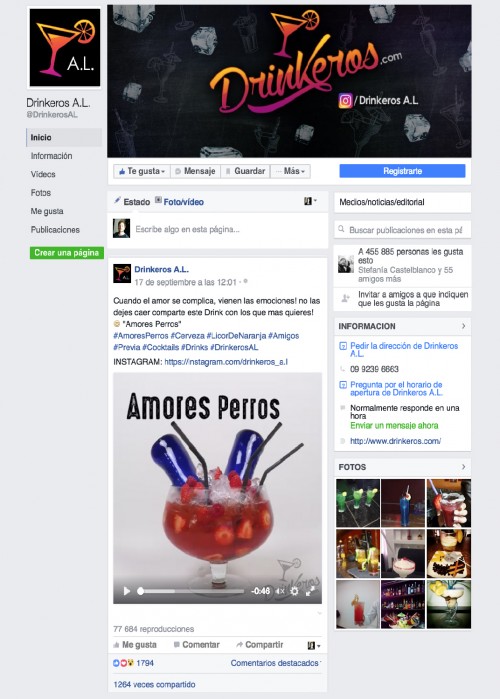 A.L.
Drinkeros.com
/Drinkeros A.L
Drinkeros A.L.
@DrinkerosAL
Inicio
Información
Vídeos
Fotos
Me gusta
Publicaciones
Crear una página
Te gusta
Mensaje
Guardar
Más
Registrarte
Estado
Foto/vídeo
Escribe algo en esta página...
Drinkeros A.L.
17 de septiembre a las 12:01
Cuando el amor se complica, vienen las emociones! no las
dejes caer comparte este Drink con los que mas quieres!
"Amores Perros"
#AmoresPerros #Cerveza #LicorDeNaranja #Amigos
#Previa #Cocktails #Drinks #DrinkerosAL
INSTAGRAM: https://nstagram.com/drinkeros_a.l
Amores Perros
-0:46
Drinkeros
77 684 reproducciones
Me gusta
Comentar
Compartir
1794
Comentarios destacados
1264 veces compartido
Mecios/noticias/editorial
Buscar publicaciones en esta pá
A 455 885 personas les gusta
esto
Stefanía Castelblanco y 55
amigos más
Invitar a amigos a que indiquen
que les gusta la página
INFORMACION
Pedir la dirección de Drinkeros
A.L.
09 9239 6663
Pregunta por el horario de
apertura de Drinkeros A.L.
Normalmente responde en una
hora
Enviar un mensaje ahora
http://www.drinkeros.com/
FOTOS